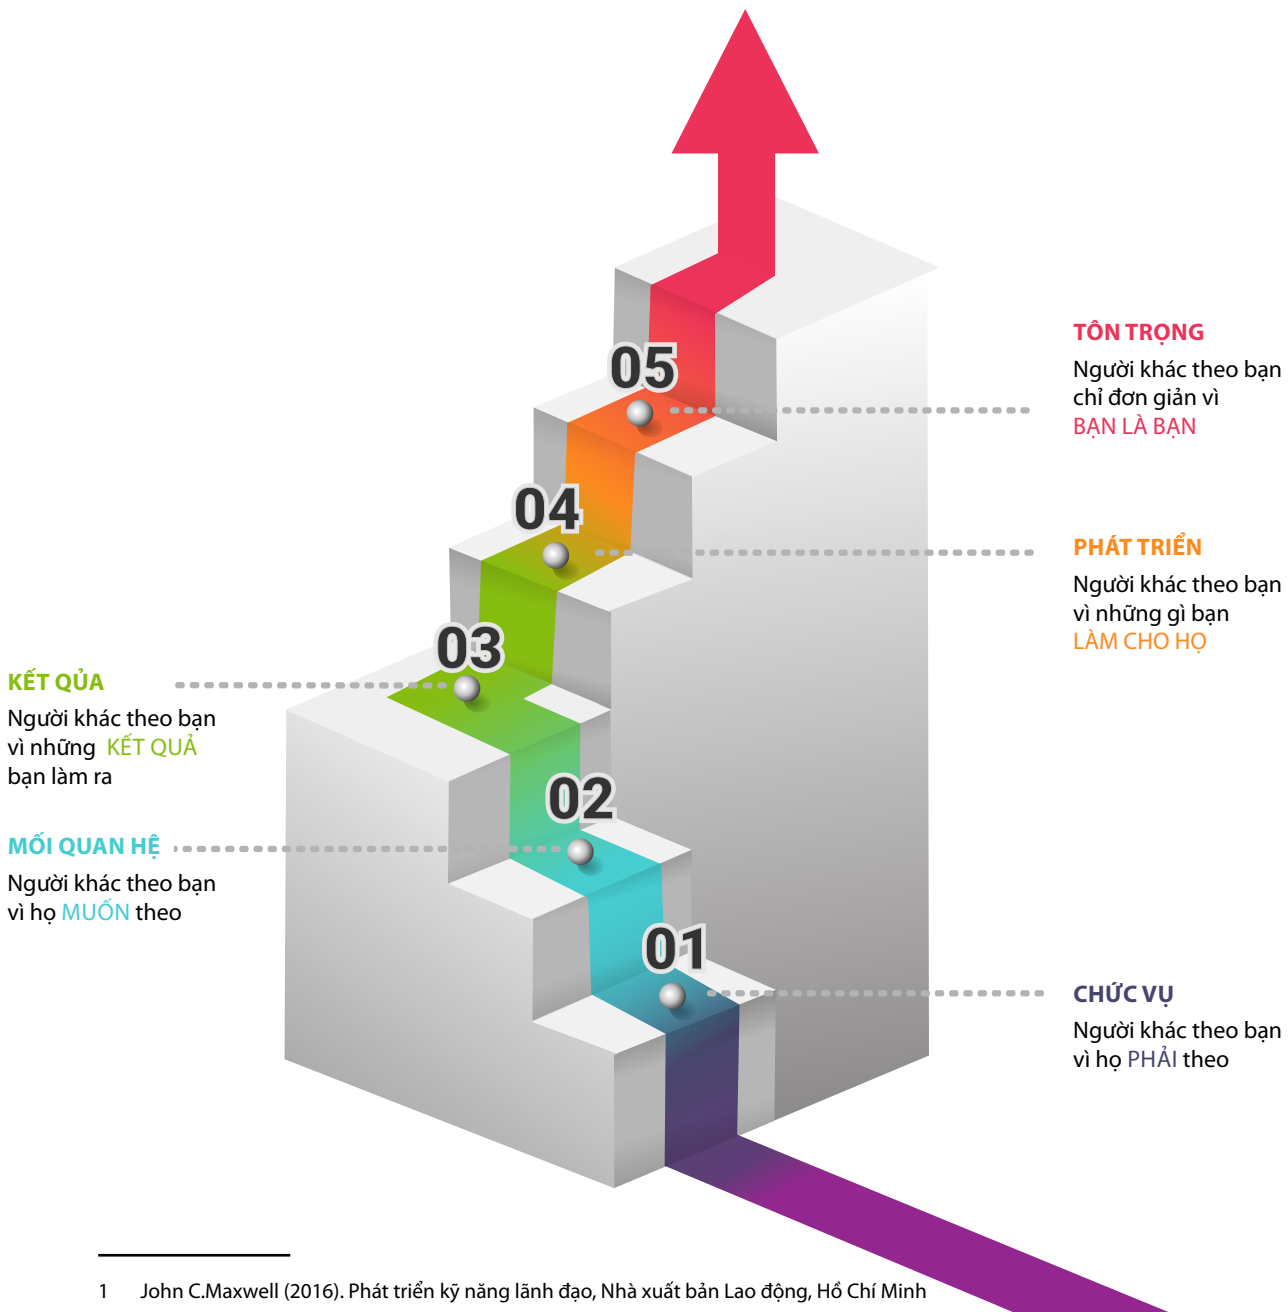 05
TÔN TRỌNG
Người khác theo bạn
chỉ đơn giản vì
BẠN LÀ BẠN
04
PHÁT TRIỂN
Người khác theo bạn
vì những gì bạn
LÀM CHO HỌ
03
KẾT QỦA
Người khác theo bạn
vì những KẾT QUẢ
bạn làm ra
02
MỐI QUAN HỆ
Người khác theo bạn
vì họ MUỐN theo
01
CHỨC VỤ
Người khác theo bạn
vì họ PHẢI theo
1 John C.Maxwell (2016). Phát triển kỹ năng lãnh đạo, Nhà xuất bản Lao động, Hồ Chí Minh